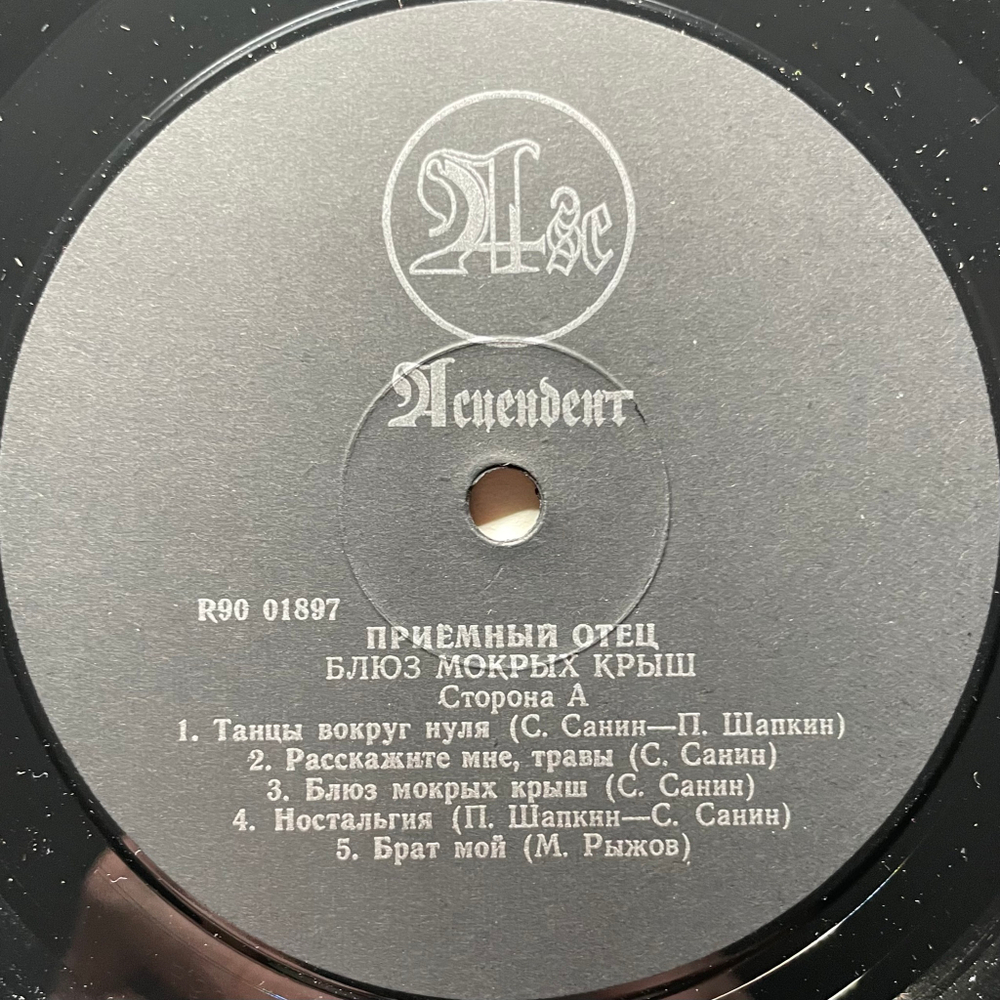 Asc
Асцендент
R90 01897
ПРИЁМНЫЙ ОТЕЦ
БЛЮЗ МОКРЫХ КРЫШ
Сторона А
1. Танцы вокруг нуля (С. Санин—П. Шапкин)
2. Расскажите мне, травы (С. Санин)
3. Блюз мокрых крыш (С. Санин)
4. Ностальгия (П. Шапкин—С. Санин)
5. Брат мой (М. Рыжов)